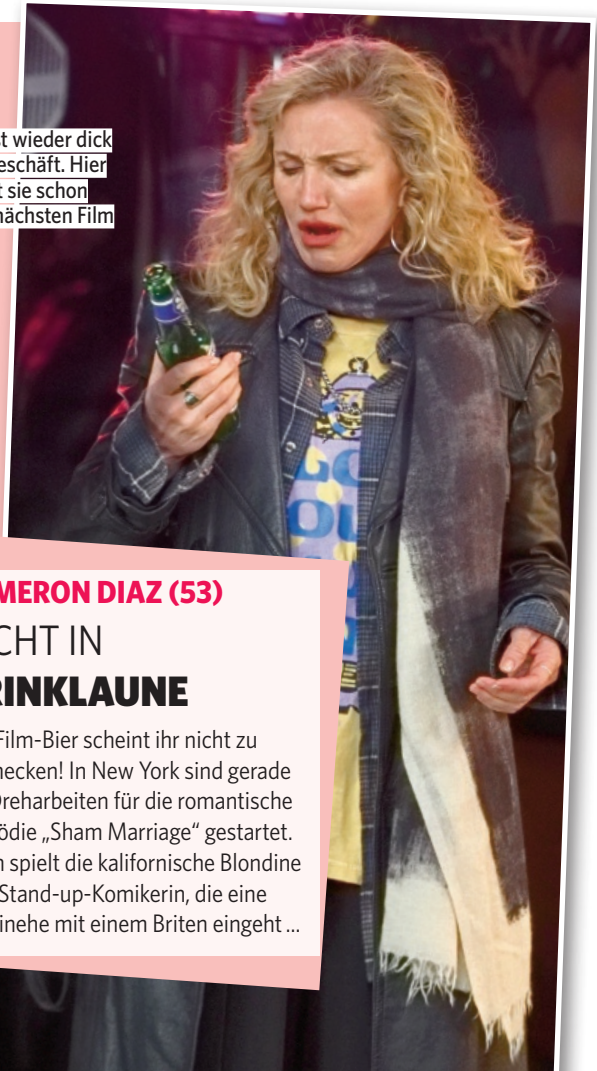 st wieder dick
eschäft. Hier
t sie schon
nächsten Film
MERON DIAZ (53)
CHT IN
RINKLAUNE
Film-Bier scheint ihr nicht zu
necken! In New York sind gerade
Dreharbeiten für die romantische
ödie „Sham Marriage“ gestartet.
n spielt die kalifornische Blondine
Stand-up-Komikerin, die eine
inehe mit einem Briten eingeht ...